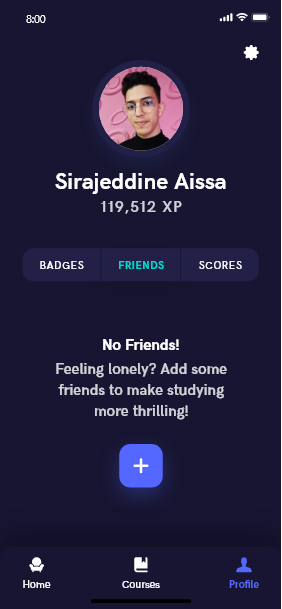 8:00
Sirajeddine Aissa
119,512 XP
BADGES FRIENDS SCORES
No Friends!
Feeling lonely? Add some
friends to make studying
more thrilling!
Home Courses Profile